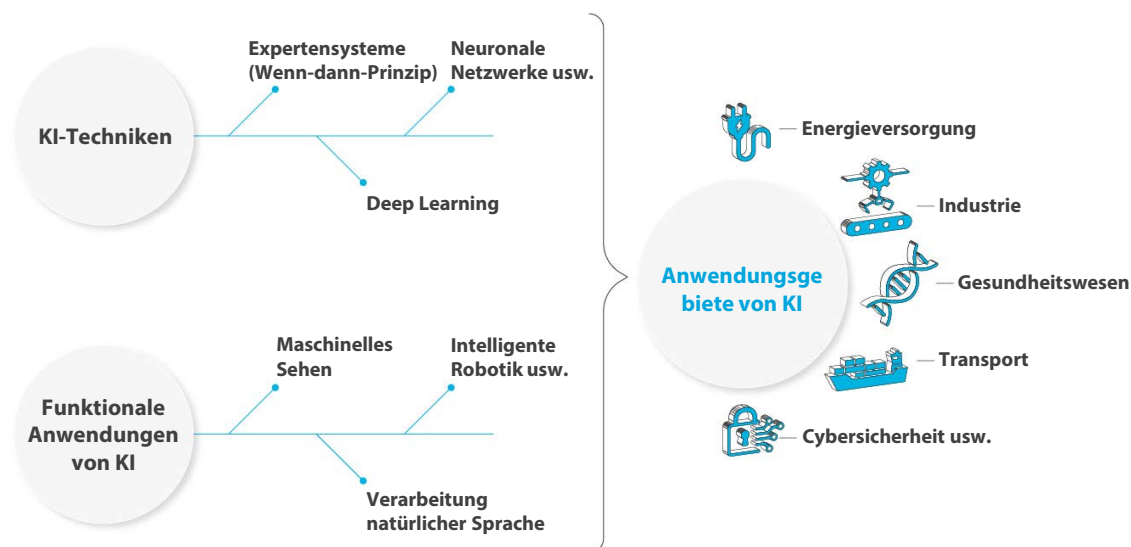 Expertensysteme
(Wenn-dann-Prinzip)
Neuronale
Netzwerke usw.
KI-Techniken
Deep Learning
Maschinelles
Sehen
Intelligente
Robotik usw.
Funktionale
Anwendungen
von KI
Verarbeitung
natürlicher Sprache
Anwendungsge
biete von KI
Energieversorgung
Industrie
Gesundheitswesen
Transport
Cybersicherheit usw.